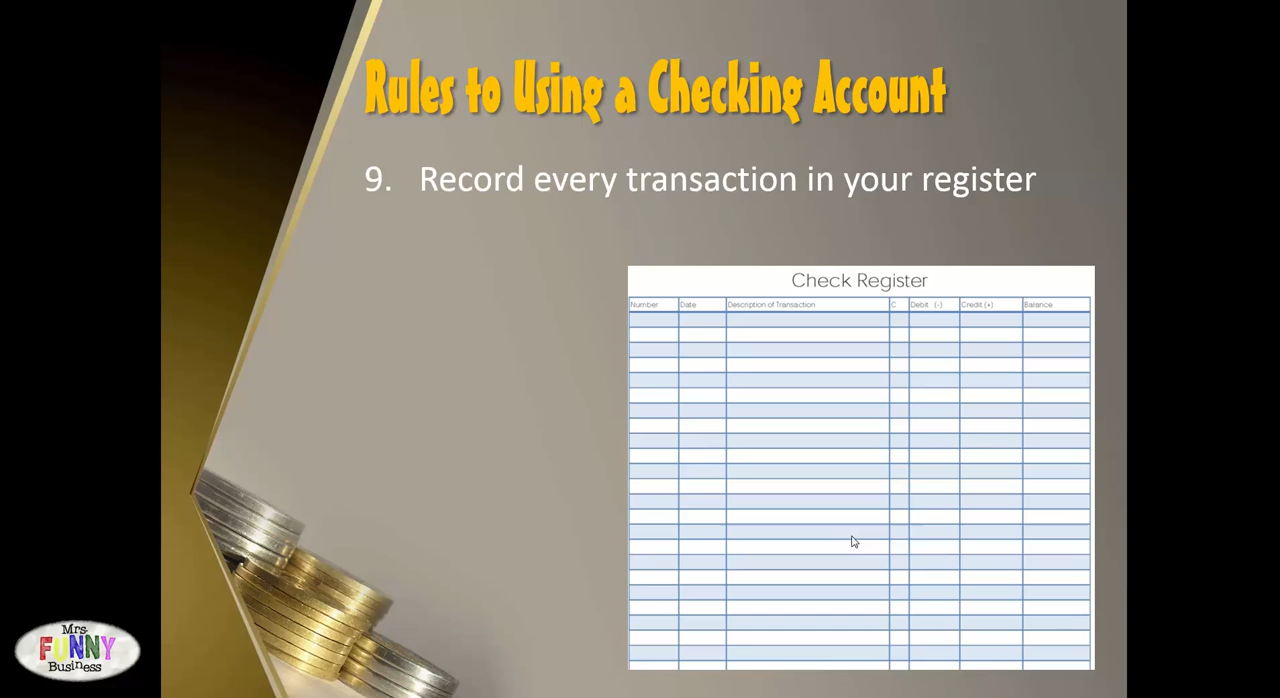 Rules to Using a Checking Account
9. Record every transaction in your register
Check Register
Number Date Description of Transaction C Debit (-) Credit (+) Balance
Mrs.
FUNNY
Business